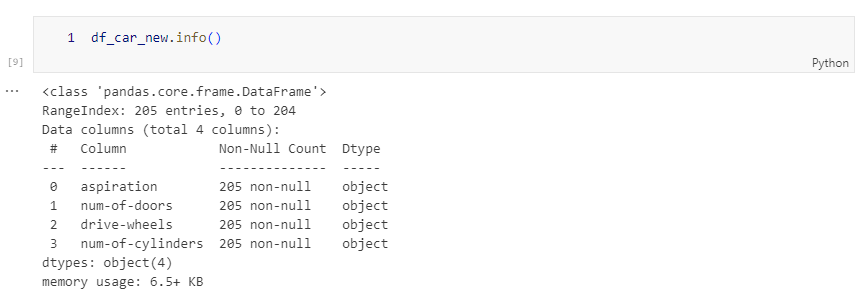 1 df_car_new.info()
[9]
Python
...
<class 'pandas.core.frame.DataFrame'>
RangeIndex: 205 entries, 0 to 204
Data columns (total 4 columns):
 #   Column            Non-Null Count  Dtype
---  ------            --------------  -----
 0   aspiration        205 non-null    object
 1   num-of-doors      205 non-null    object
 2   drive-wheels      205 non-null    object
 3   num-of-cylinders  205 non-null    object
dtypes: object(4)
memory usage: 6.5+ KB